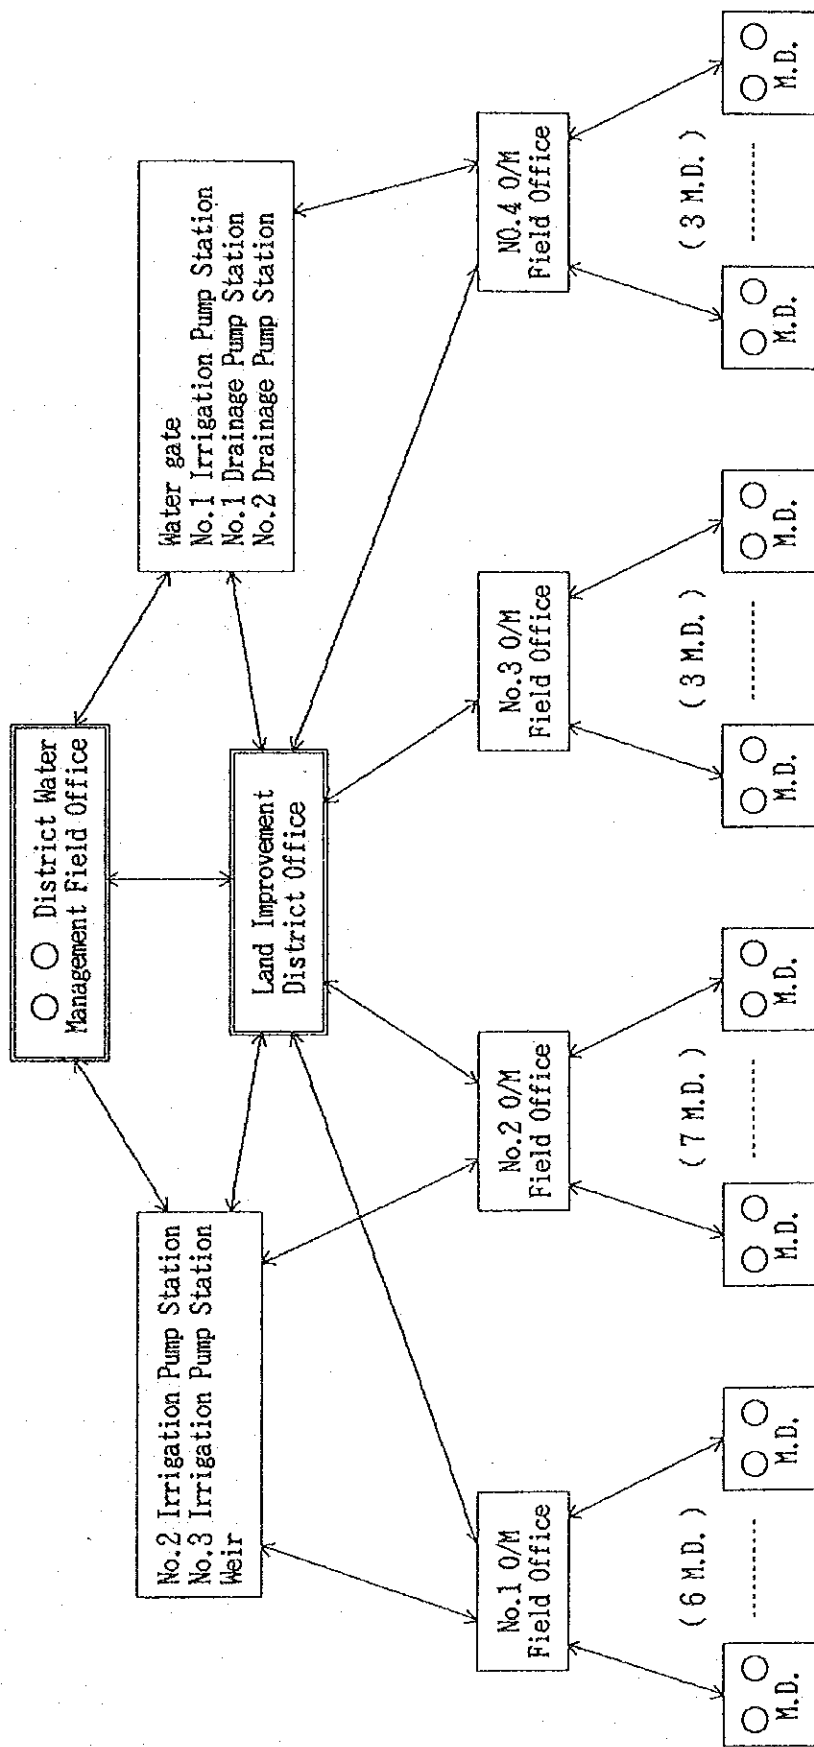 ○ ○ District Water
Management Field Office
No.2 Irrigation Pump Station
No.3 Irrigation Pump Station
Weir
Land Improvement
District Office
Water gate
No.1 Irrigation Pump Station
No.1 Drainage Pump Station
No.2 Drainage Pump Station
No.1 O/M
Field Office
No.2 O/M
Field Office
No.3 O/M
Field Office
NO.4 O/M
Field Office
( 6 M.D. )
( 7 M.D. )
( 3 M.D. )
( 3 M.D. )
○ ○
M.D.
○ ○
M.D.
○ ○
M.D.
○ ○
M.D.
○ ○
M.D.
○ ○
M.D.
○ ○
M.D.
○ ○
M.D.